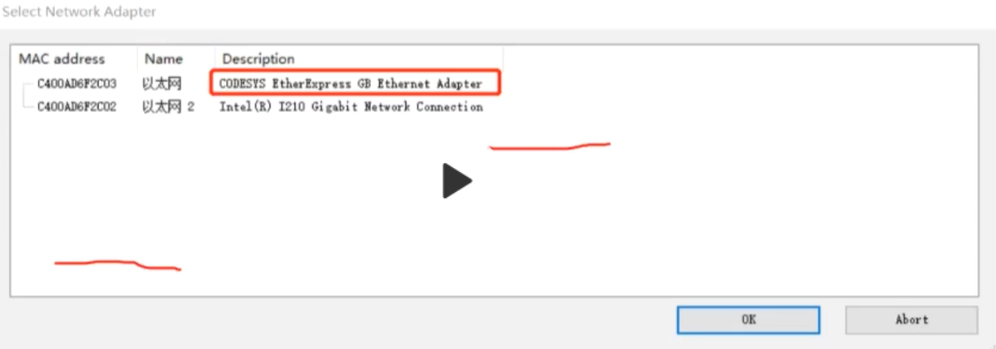 Select Network Adapter
MAC address Name Description
C400AD6F2C03 以太网 CODESYS EtherExpress GB Ethernet Adapter
C400AD6F2C02 以太网 2 Intel(R) I210 Gigabit Network Connection
OK Abort